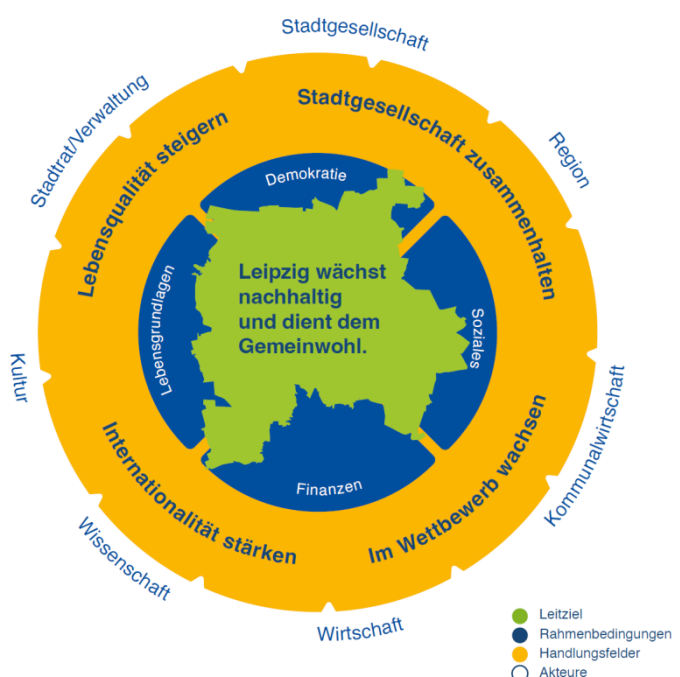 Stadtgesellschaft
Stadtrat/Verwaltung
Region
Kultur
Kommunalwirtschaft
Wissenschaft
Wirtschaft
Lebensqualität steigern
Stadtgesellschaft zusammenhalten
Internationalität stärken
Im Wettbewerb wachsen
Demokratie
Lebensgrundlagen
Soziales
Finanzen
Leipzig wächst
nachhaltig
und dient dem
Gemeinwohl.
Leitziel
Rahmenbedingungen
Handlungsfelder
Akteure